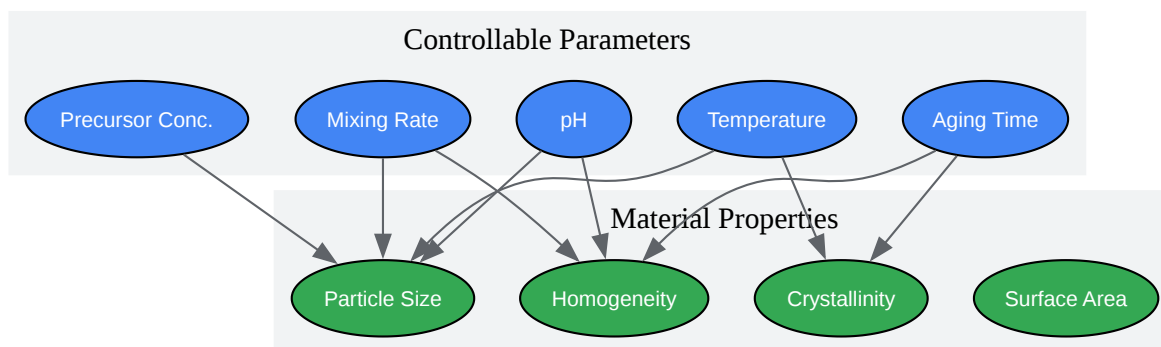 Controllable Parameters
Precursor Conc.
Mixing Rate
pH
Temperature
Aging Time
Material Properties
Particle Size
Homogeneity
Crystallinity
Surface Area